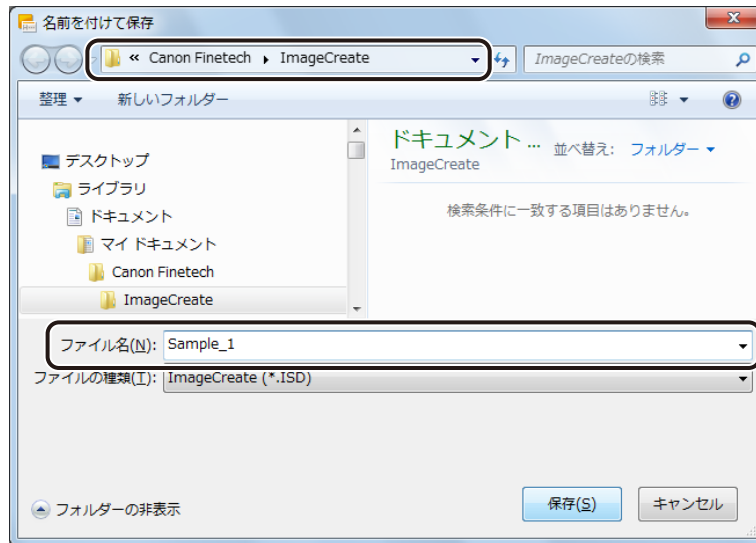 名前を付けて保存
« Canon Finetech ImageCreate ImageCreateの検索
整理 新しいフォルダー
デスクトップ
ライブラリ
ドキュメント
マイ ドキュメント
Canon Finetech
ImageCreate
ドキュメント ... 並べ替え: フォルダー
ImageCreate
検索条件に一致する項目はありません。
ファイル名(N): Sample_1
ファイルの種類(T): ImageCreate (*.ISD)
フォルダーの非表示 保存(S) キャンセル